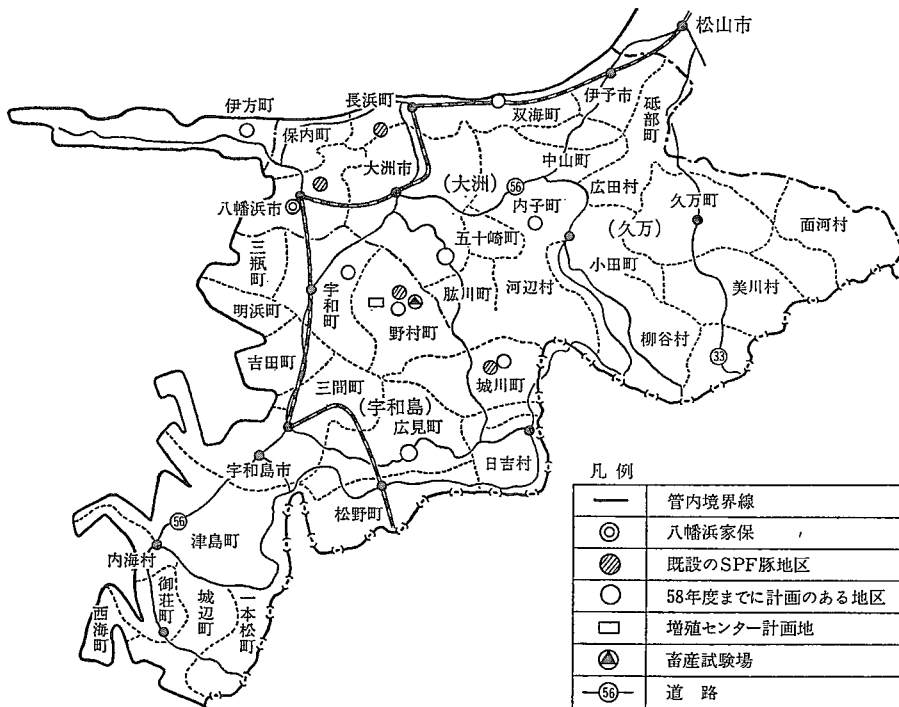 松山市
伊方町
長浜町
伊予市
双海町
砥部町
保内町
大洲市
中山町
(大洲)
56
広田村
久万町
面河村
八幡浜市
内子町
(久万)
五十崎町
三瓶町
小田町
宇和町
肱川町
河辺村
美川村
明浜町
野村町
柳谷村
吉田町
33
三間町
城川町
(宇和島)
広見町
宇和島市
日吉村
松野町
56
津島町
内海村
御荘町
城辺町
一本松町
西海町
凡例
管内境界線
八幡浜家保
既設のSPF豚地区
58年度までに計画のある地区
増殖センター計画地
畜産試験場
56 道路